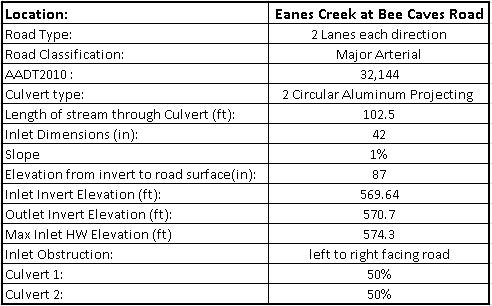 Location: Eanes Creek at Bee Caves Road
Road Type: 2 Lanes each direction
Road Classification: Major Arterial
AADT2010 : 32,144
Culvert type: 2 Circular Aluminum Projecting
Length of stream through Culvert (ft): 102.5
Inlet Dimensions (in): 42
Slope 1%
Elevation from invert to road surface(in): 87
Inlet Invert Elevation (ft): 569.64
Outlet Invert Elevation (ft): 570.7
Max Inlet HW Elevation (ft) 574.3
Inlet Obstruction: left to right facing road
Culvert 1: 50%
Culvert 2: 50%